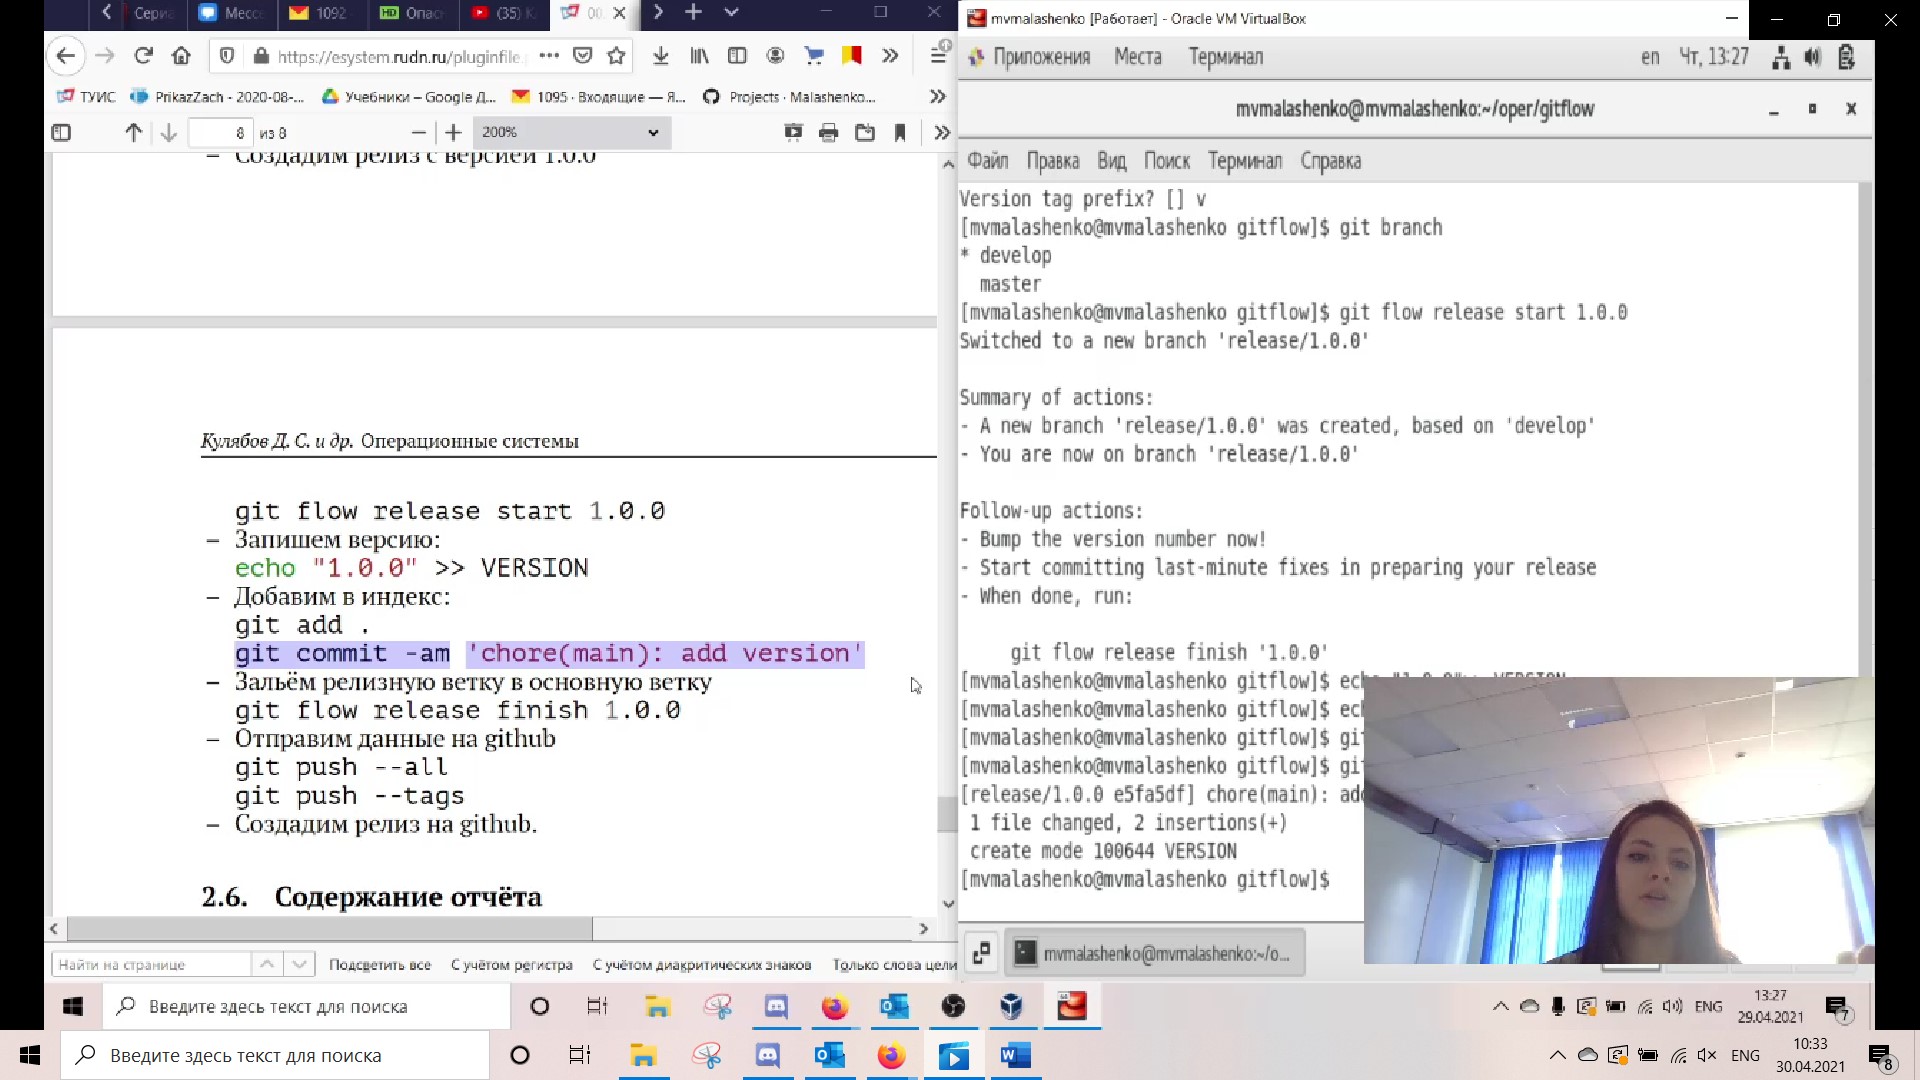 Сери
Месс
1092
Опас
(35) К
00
https://esystem.rudn.ru/pluginfile.
ТУИС
PrikazZach - 2020-08-...
Учебники – Google Д...
1095 · Входящие — Я...
Projects · Malashenko...
8 из 8
200%
– Создадим релиз с версией 1.0.0
Кулябов Д. С. и др. Операционные системы
git flow release start 1.0.0
– Запишем версию:
echo "1.0.0" >> VERSION
– Добавим в индекс:
git add .
git commit -am 'chore(main): add version'
– Зальём релизную ветку в основную ветку
git flow release finish 1.0.0
– Отправим данные на github
git push --all
git push --tags
– Создадим релиз на github.
2.6. Содержание отчёта
Найти на странице
Подсветить все
С учётом регистра
С учётом диакритических знаков
Только слова цели
mvmalashenko [Работает] - Oracle VM VirtualBox
Приложения Места Терминал
en Чт, 13:27
mvmalashenko@mvmalashenko:~/oper/gitflow
Файл Правка Вид Поиск Терминал Справка
Version tag prefix? [] v
[mvmalashenko@mvmalashenko gitflow]$ git branch
* develop
master
[mvmalashenko@mvmalashenko gitflow]$ git flow release start 1.0.0
Switched to a new branch 'release/1.0.0'
Summary of actions:
- A new branch 'release/1.0.0' was created, based on 'develop'
- You are now on branch 'release/1.0.0'
Follow-up actions:
- Bump the version number now!
- Start committing last-minute fixes in preparing your release
- When done, run:
git flow release finish '1.0.0'
[mvmalashenko@mvmalashenko gitflow]$ echo "1.0.0">> VERSION
[mvmalashenko@mvmalashenko gitflow]$ ech
[mvmalashenko@mvmalashenko gitflow]$ git
[mvmalashenko@mvmalashenko gitflow]$ git
[release/1.0.0 e5fa5df] chore(main): add
1 file changed, 2 insertions(+)
create mode 100644 VERSION
[mvmalashenko@mvmalashenko gitflow]$
mvmalashenko@mvmalashenko:~/o...
Введите здесь текст для поиска
ENG
13:27
29.04.2021
7
Введите здесь текст для поиска
ENG
10:33
30.04.2021
8